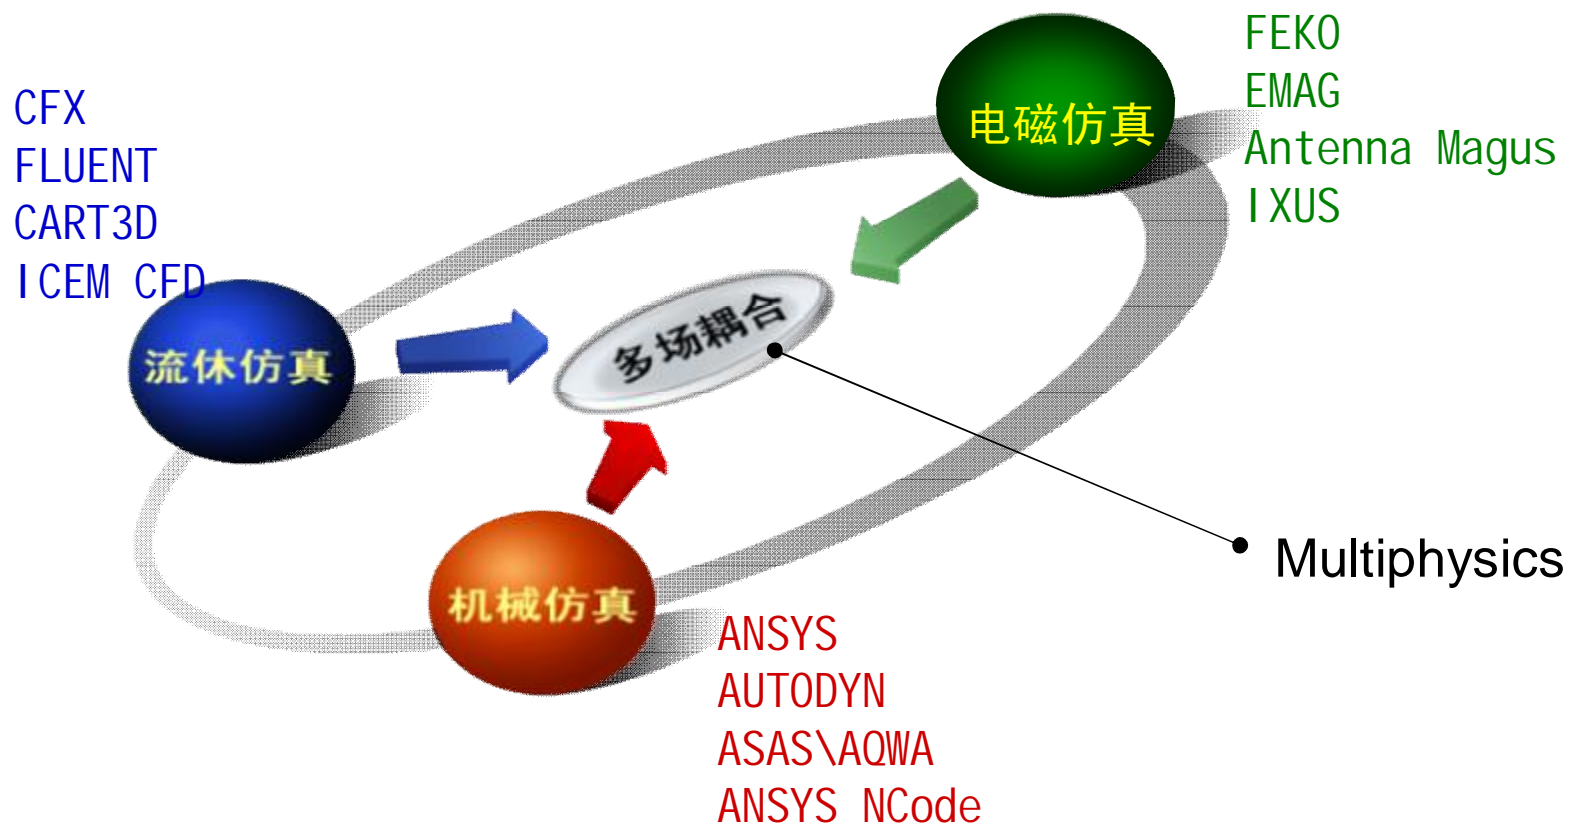 FEKO
EMAG
Antenna Magus
IXUS
电磁仿真
CFX
FLUENT
CART3D
ICEM CFD
流休仿真
多场耦合
Multiphysics
机械仿真
ANSYS
AUTODYN
ASAS\AQWA
ANSYS NCode